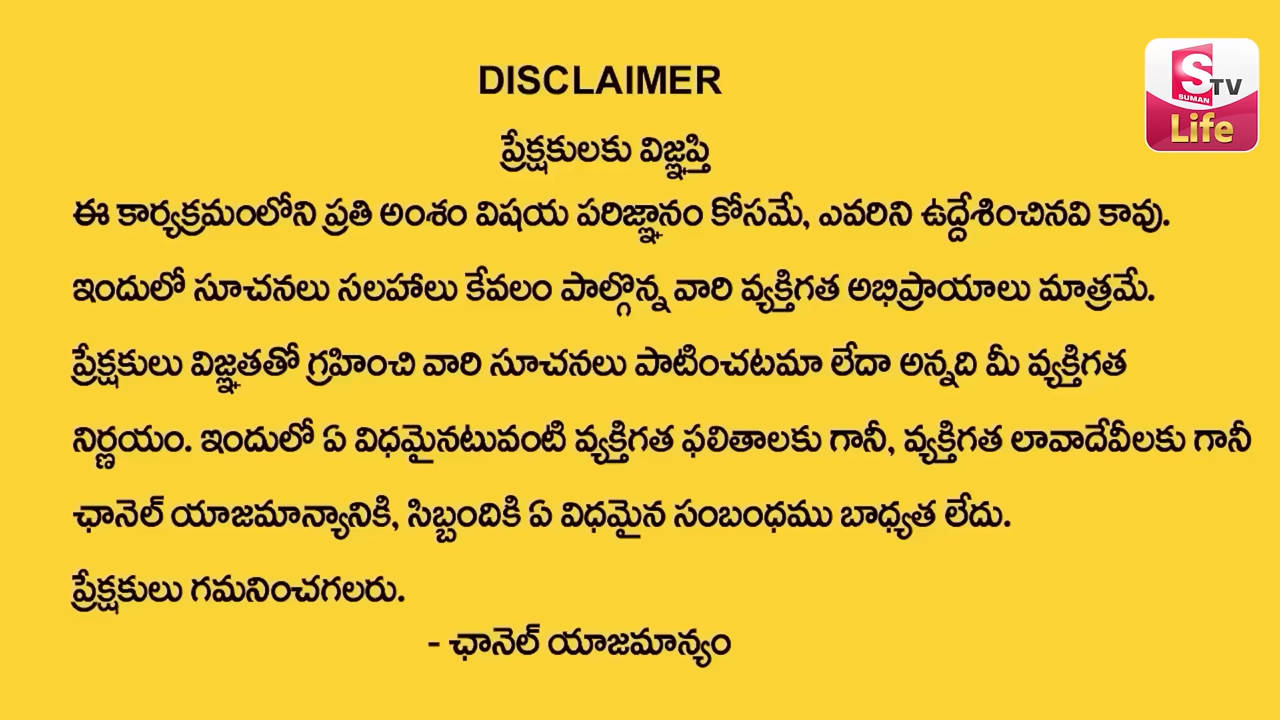 DISCLAIMER
S TV
SUMAN
Life
ప్రేక్షకులకు విజ్ఞప్తి
ఈ కార్యక్రమంలోని ప్రతి అంశం విషయ పరిజ్ఞానం కోసమే, ఎవరిని ఉద్దేశించినవి కావు.
ఇందులో సూచనలు సలహాలు కేవలం పాల్గొన్న వారి వ్యక్తిగత అభిప్రాయాలు మాత్రమే.
ప్రేక్షకులు విజ్ఞతతో గ్రహించి వారి సూచనలు పాటించటమా లేదా అన్నది మీ వ్యక్తిగత
నిర్ణయం. ఇందులో ఏ విధమైనటువంటి వ్యక్తిగత ఫలితాలకు గానీ, వ్యక్తిగత లావాదేవీలకు గానీ
ఛానెల్ యాజమాన్యానికి, సిబ్బందికి ఏ విధమైన సంబంధము బాధ్యత లేదు.
ప్రేక్షకులు గమనించగలరు.
- ఛానెల్ యాజమాన్యం